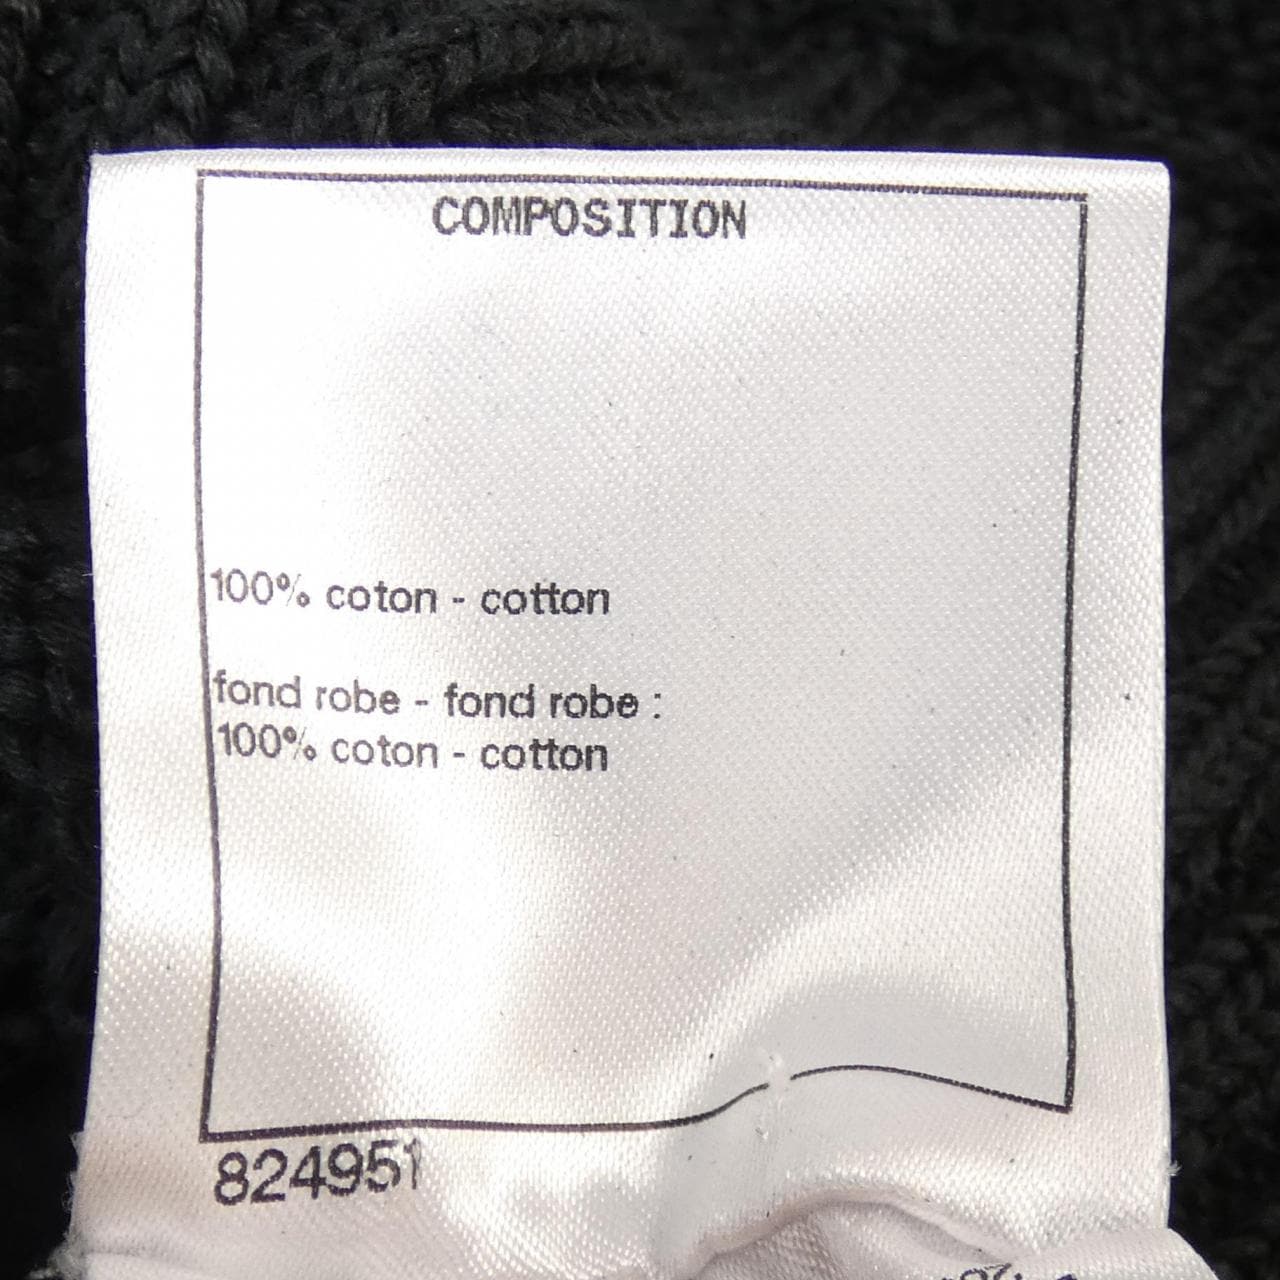 COMPOSITION
100% coton - cotton
fond robe - fond robe :
100% coton - cotton
824951